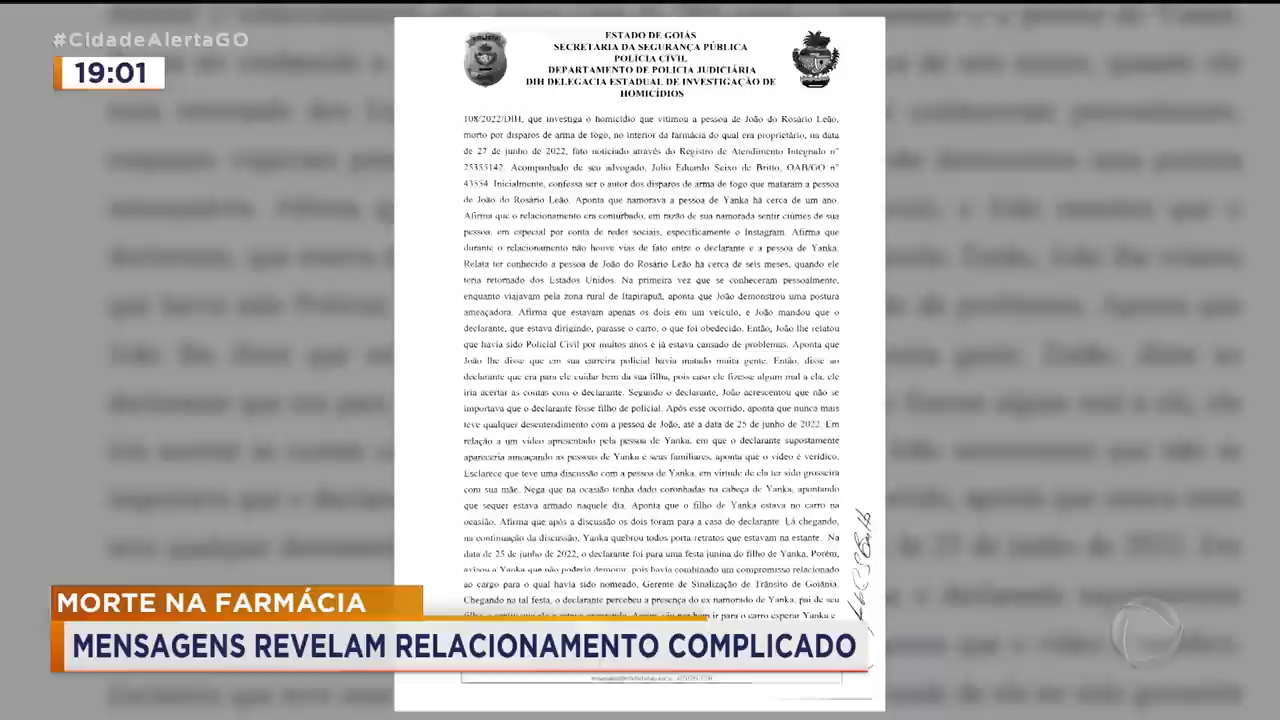 #CidadeAlertaGO
19:01
ESTADO DE GOIÁS
SECRETARIA DA SEGURANÇA PÚBLICA
POLÍCIA CIVIL
DEPARTAMENTO DE POLICIA JUDICIÁRIA
DIH DELEGACIA ESTADUAL DE INVESTIGAÇÃO DE
HOMICÍDIOS
108/2022/DIH, que investiga o homicídio que vitimou a pessoa de João do Rosário Leão,
morto por disparos de arma de fogo, no interior da farmácia do qual era proprietário, na data
de 27 de junho de 2022, fato noticiado através do Registro de Atendimento Integrado nº
25355142. Acompanhado de seu advogado, Julio Eduardo Seixo de Britto, OAB/GO nº
43554. Inicialmente, confessa ser o autor dos disparos de arma de fogo que mataram a pessoa
de João do Rosário Leão. Aponta que namorava a pessoa de Yanka há cerca de um ano.
Afirma que o relacionamento era conturbado, em razão de sua namorada sentir ciúmes de sua
pessoa, em especial por conta de redes sociais, especificamente o Instagram. Afirma que
durante o relacionamento não houve vias de fato entre o declarante e a pessoa de Yanka.
Relata ter conhecido a pessoa de João do Rosário Leão há cerca de seis meses, quando ele
teria retornado dos Estados Unidos. Na primeira vez que se conheceram pessoalmente,
enquanto viajavam pela zona rural de Itapirapuã, aponta que João demonstrou uma postura
ameaçadora. Afirma que estavam apenas os dois em um veículo, e João mandou que o
declarante, que estava dirigindo, parasse o carro, o que foi obedecido. Então, João lhe relatou
que havia sido Policial Civil por muitos anos e já estava cansado de problemas. Aponta que
João lhe disse que em sua carreira policial havia matado muita gente. Então, disse ao
declarante que era para ele cuidar bem da sua filha, pois caso ele fizesse algum mal a ela, ele
iria acertar as contas com o declarante. Segundo o declarante, João acrescentou que não se
importava que o declarante fosse filho de policial. Após esse ocorrido, aponta que nunca mais
teve qualquer desentendimento com a pessoa de João, até a data de 25 de junho de 2022. Em
relação a um vídeo apresentado pela pessoa de Yanka, em que o declarante supostamente
apareceria ameaçando as pessoas de Yanka e seus familiares, aponta que o vídeo é verídico.
Esclarece que teve uma discussão com a pessoa de Yanka, em virtude de ela ter sido grosseira
com sua mãe. Nega que na ocasião tenha dado coronhadas na cabeça de Yanka, apontando
que sequer estava armado naquele dia. Aponta que o filho de Yanka estava no carro na
ocasião. Afirma que após a discussão os dois foram para a casa do declarante. Lá chegando,
na continuação da discussão, Yanka quebrou todos porta-retratos que estavam na estante. Na
data de 25 de junho de 2022, o declarante foi para uma festa junina do filho de Yanka. Porém,
avisou a Yanka que não poderia demorar, pois havia combinado um compromisso relacionado
ao cargo para o qual havia sido nomeado, Gerente de Sinalização de Trânsito de Goiânia.
Chegando na tal festa, o declarante percebeu a presença do ex namorado de Yanka, pai de seu
ir para o carro esperar Yanka e
MORTE NA FARMÁCIA
MENSAGENS REVELAM RELACIONAMENTO COMPLICADO